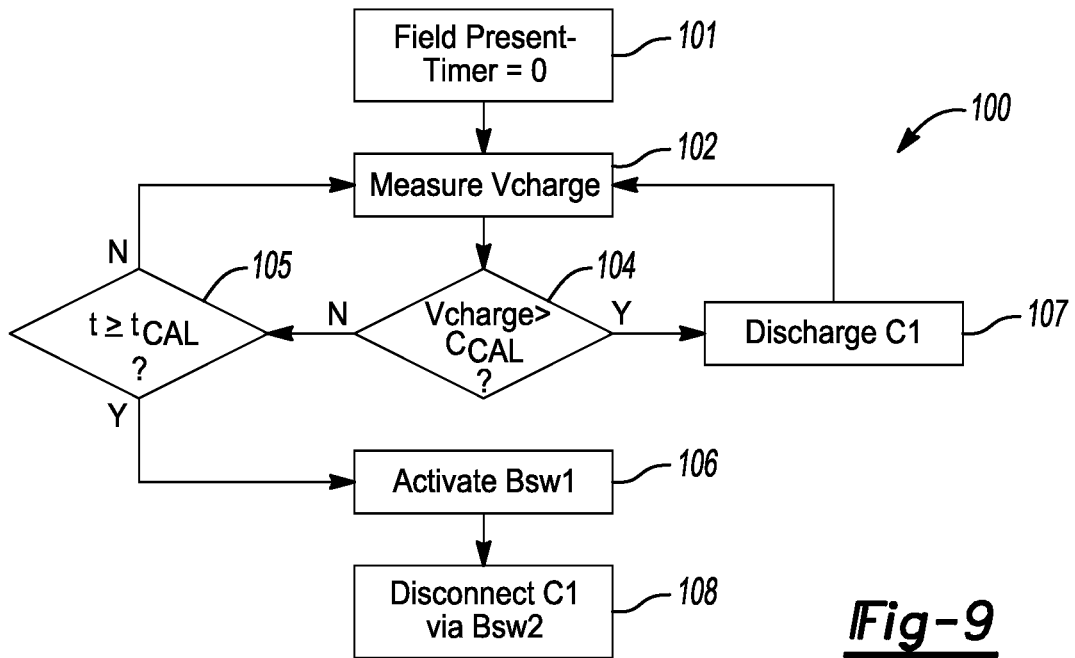 Field Present-
Timer = 0
101
100
102
Measure Vcharge
N
105
104
t ≥ tCAL
?
N
Vcharge>
CCAL
?
Y
Discharge C1
107
Y
Activate Bsw1
106
Disconnect C1
via Bsw2
108
Fig-9